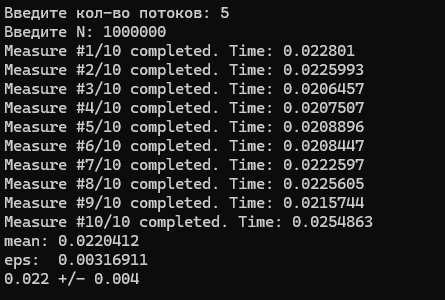 Введите кол-во потоков: 5
Введите N: 1000000
Measure #1/10 completed. Time: 0.022801
Measure #2/10 completed. Time: 0.0225993
Measure #3/10 completed. Time: 0.0206457
Measure #4/10 completed. Time: 0.0207507
Measure #5/10 completed. Time: 0.0208896
Measure #6/10 completed. Time: 0.0208447
Measure #7/10 completed. Time: 0.0222597
Measure #8/10 completed. Time: 0.0225605
Measure #9/10 completed. Time: 0.0215744
Measure #10/10 completed. Time: 0.0254863
mean: 0.0220412
eps:  0.00316911
0.022 +/- 0.004